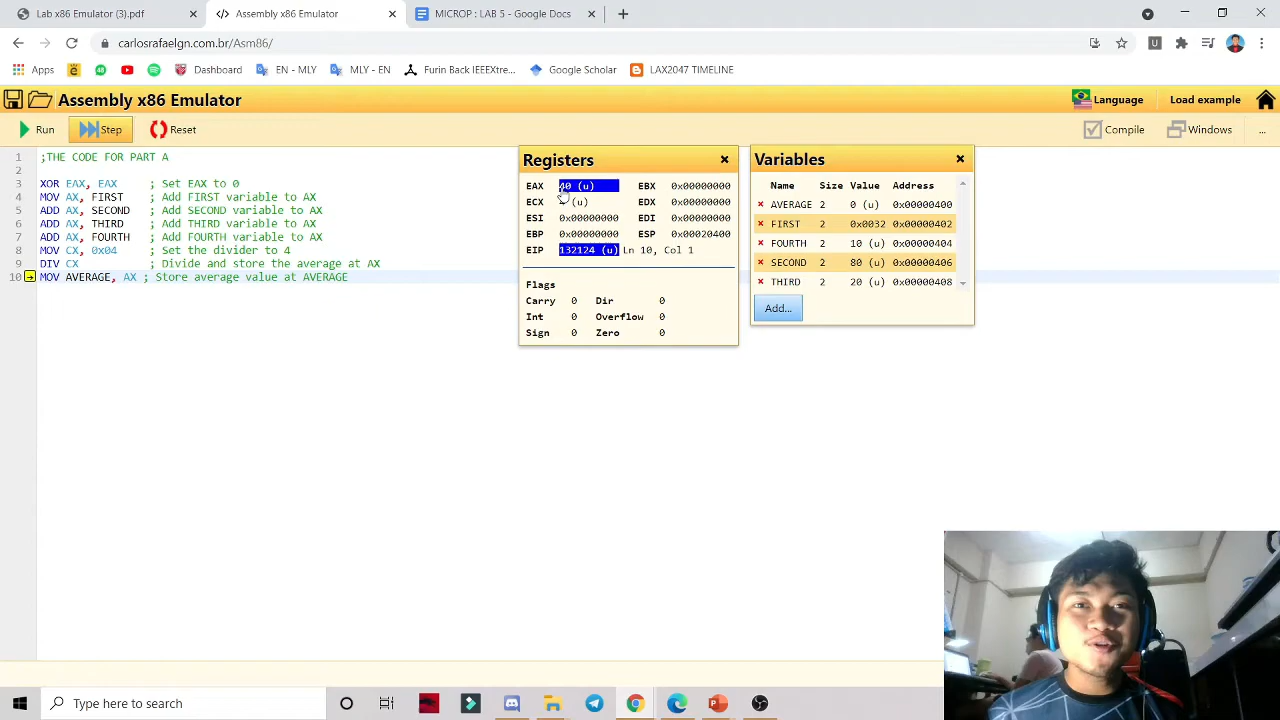 Lab x86 Emulator (3).pdf
Assembly x86 Emulator
MICROP : LAB 5 - Google Docs
carlosrafaelgn.com.br/Asm86/
Apps
Dashboard
EN - MLY
MLY - EN
Furin Back IEEEXtre...
Google Scholar
LAX2047 TIMELINE
Assembly x86 Emulator
Language
Load example
Run
Step
Reset
Compile
Windows
...
1 ;THE CODE FOR PART A
2
3 XOR EAX, EAX ; Set EAX to 0
4 MOV AX, FIRST ; Add FIRST variable to AX
5 ADD AX, SECOND ; Add SECOND variable to AX
6 ADD AX, THIRD ; Add THIRD variable to AX
7 ADD AX, FOURTH ; Add FOURTH variable to AX
8 MOV CX, 0x04 ; Set the divider to 4
9 DIV CX ; Divide and store the average at AX
10 MOV AVERAGE, AX ; Store average value at AVERAGE
Registers
EAX 40 (u) EBX 0x00000000
ECX (u) EDX 0x00000000
ESI 0x00000000 EDI 0x00000000
EBP 0x00000000 ESP 0x00020400
EIP 132124 (u) Ln 10, Col 1
Flags
Carry 0 Dir 0
Int 0 Overflow 0
Sign 0 Zero 0
Variables
Name Size Value Address
AVERAGE 2 0 (u) 0x00000400
FIRST 2 0x0032 0x00000402
FOURTH 2 10 (u) 0x00000404
SECOND 2 80 (u) 0x00000406
THIRD 2 20 (u) 0x00000408
Add...
Type here to search